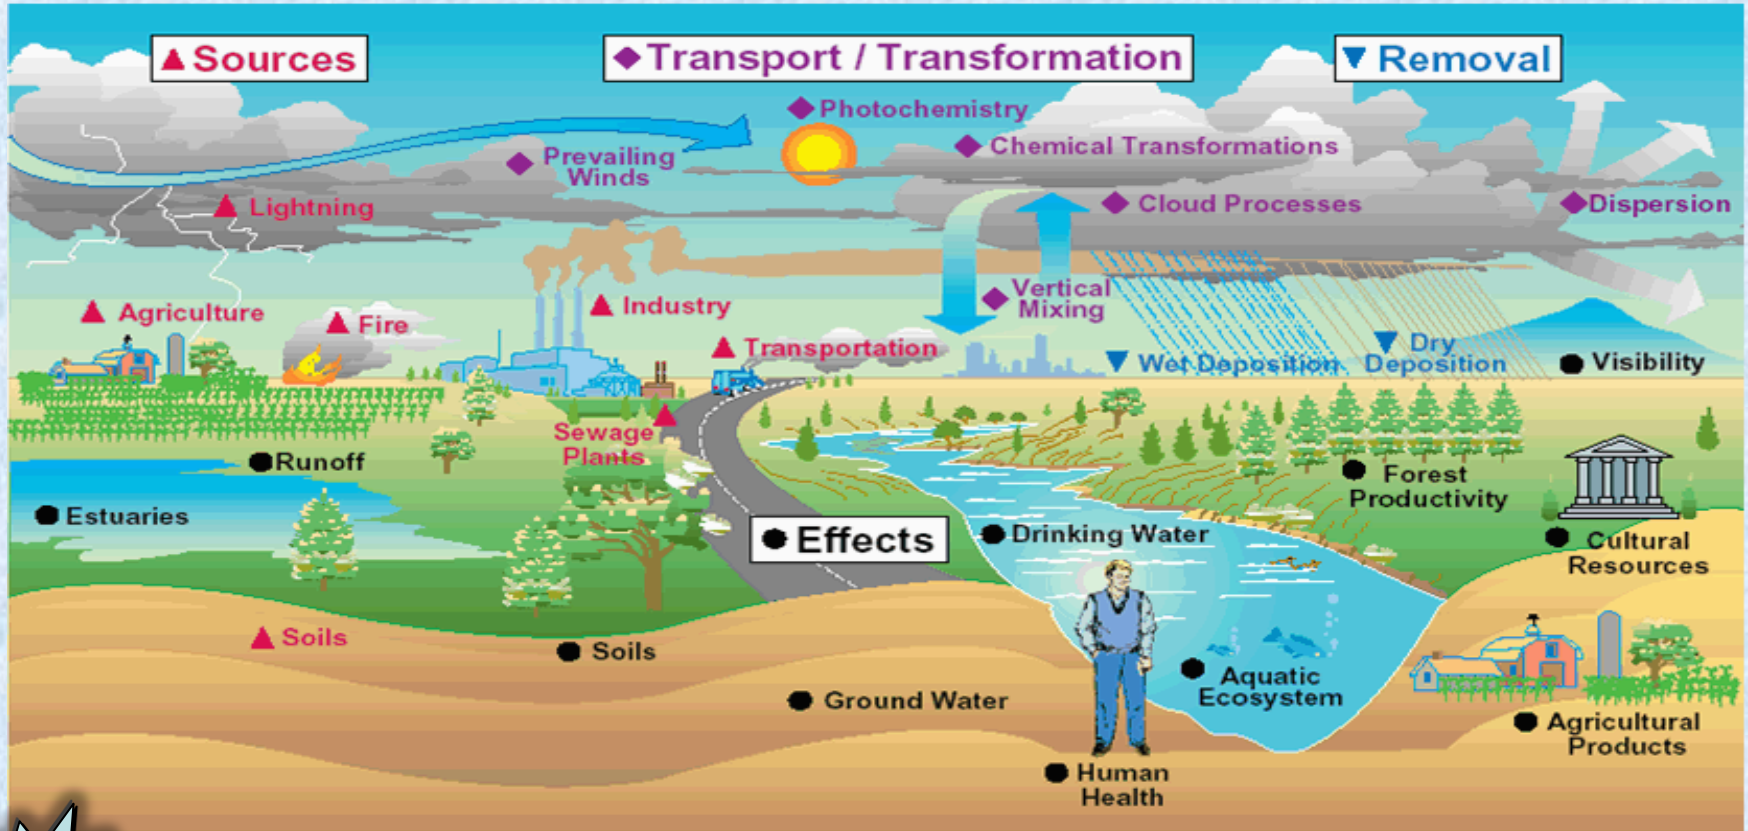 Sources
Transport / Transformation
Removal
Photochemistry
Prevailing
Winds
Chemical Transformations
Lightning
Cloud Processes
Dispersion
Vertical
Mixing
Agriculture
Fire
Industry
Transportation
Wet Deposition
Dry
Deposition
Visibility
Sewage
Plants
Runoff
Estuaries
Forest
Productivity
Effects
Drinking Water
Cultural
Resources
Soils
Soils
Ground Water
Aquatic
Ecosystem
Agricultural
Products
Human
Health